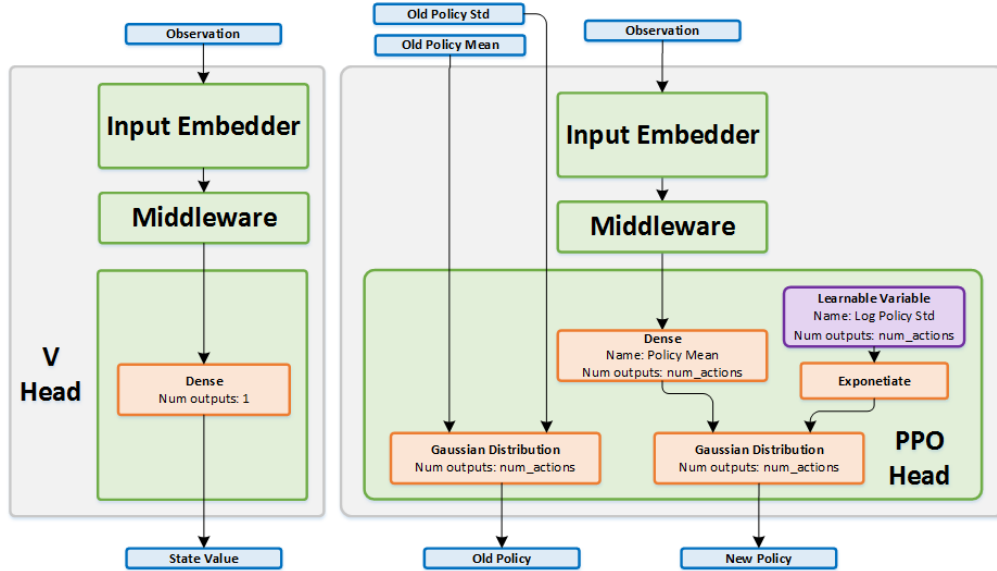 Observation
Input Embedder
Middleware
V
Head
Dense
Num outputs: 1
State Value
Old Policy Std
Old Policy Mean
Observation
Input Embedder
Middleware
Learnable Variable
Name: Log Policy Std
Num outputs: num_actions
Dense
Name: Policy Mean
Num outputs: num_actions
Exponetiate
Gaussian Distribution
Num outputs: num_actions
Gaussian Distribution
Num outputs: num_actions
PPO
Head
Old Policy
New Policy